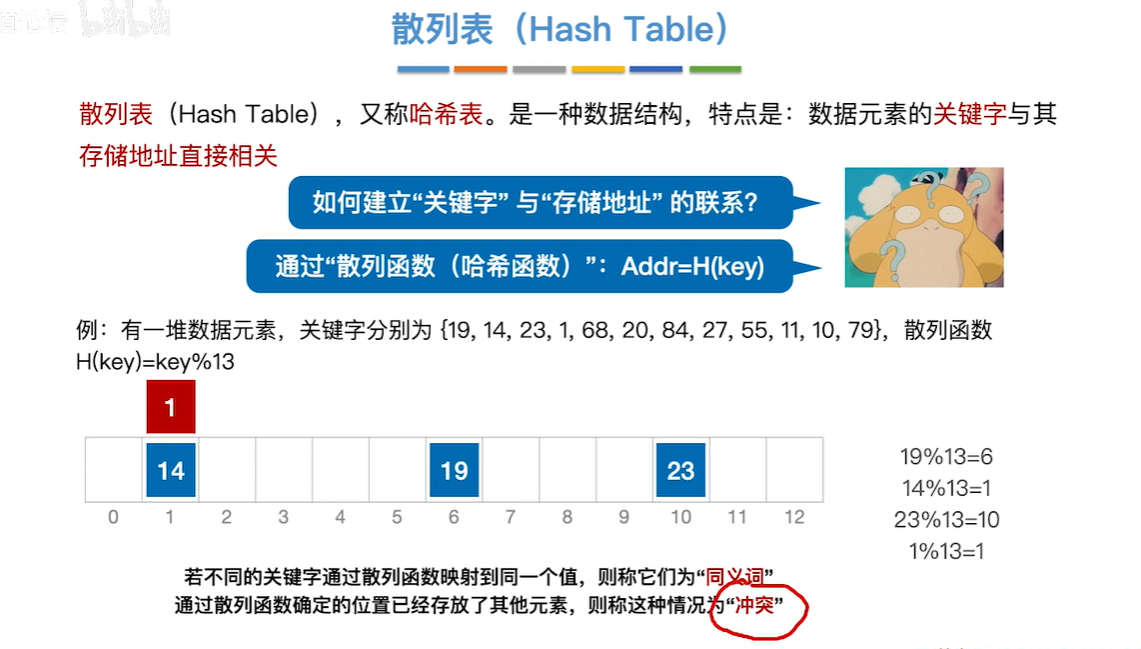 散列表（Hash Table）
散列表（Hash Table），又称哈希表。是一种数据结构，特点是：数据元素的关键字与其
存储地址直接相关
如何建立“关键字” 与“存储地址” 的联系？
通过“散列函数（哈希函数）”：Addr=H(key)
例：有一堆数据元素，关键字分别为 {19, 14, 23, 1, 68, 20, 84, 27, 55, 11, 10, 79}，散列函数
H(key)=key%13
1
14 19 23
0 1 2 3 4 5 6 7 8 9 10 11 12
19%13=6
14%13=1
23%13=10
1%13=1
若不同的关键字通过散列函数映射到同一个值，则称它们为“同义词”
通过散列函数确定的位置已经存放了其他元素，则称这种情况为“冲突”